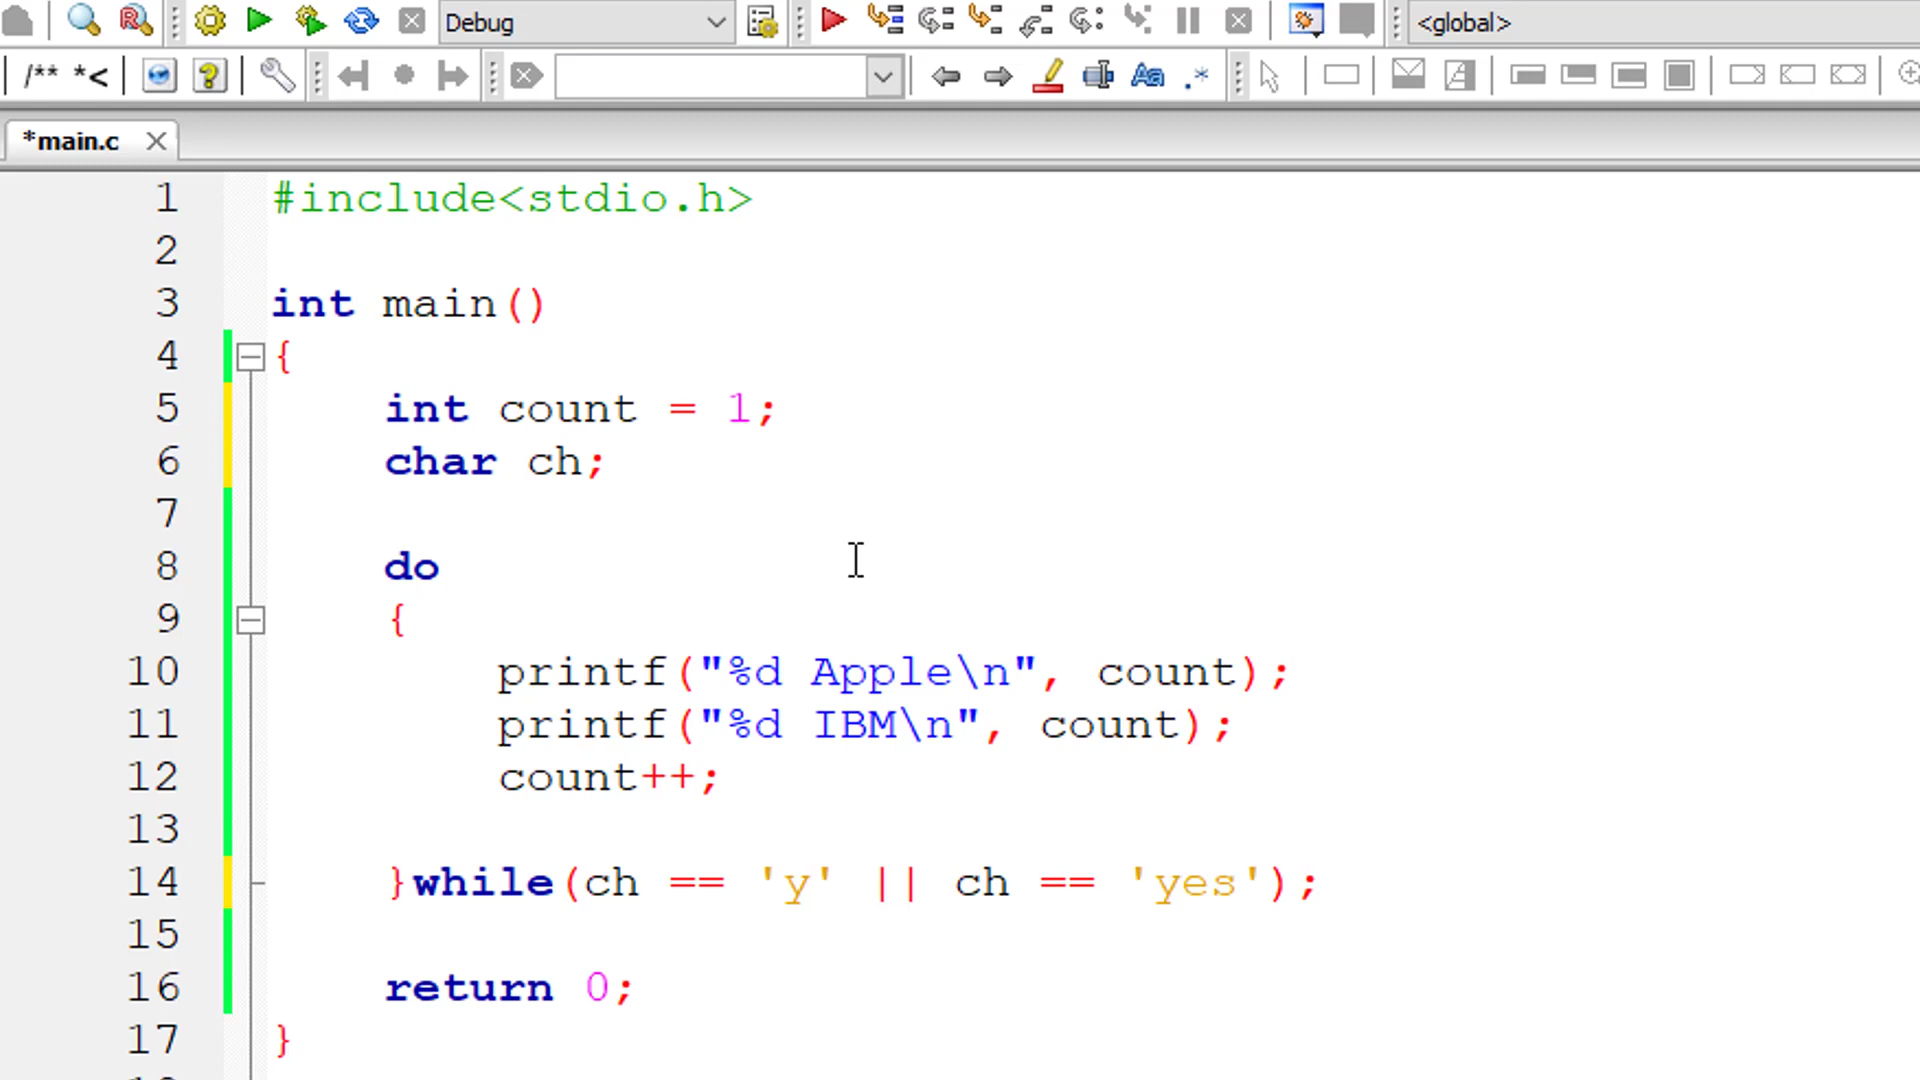 Debug
<global>
/** *<
Aa .*
*main.c
1 #include<stdio.h>
2
3 int main()
4 {
5 int count = 1;
6 char ch;
7
8 do
9 {
10 printf("%d Apple\n", count);
11 printf("%d IBM\n", count);
12 count++;
13
14 }while(ch == 'y' || ch == 'yes');
15
16 return 0;
17 }